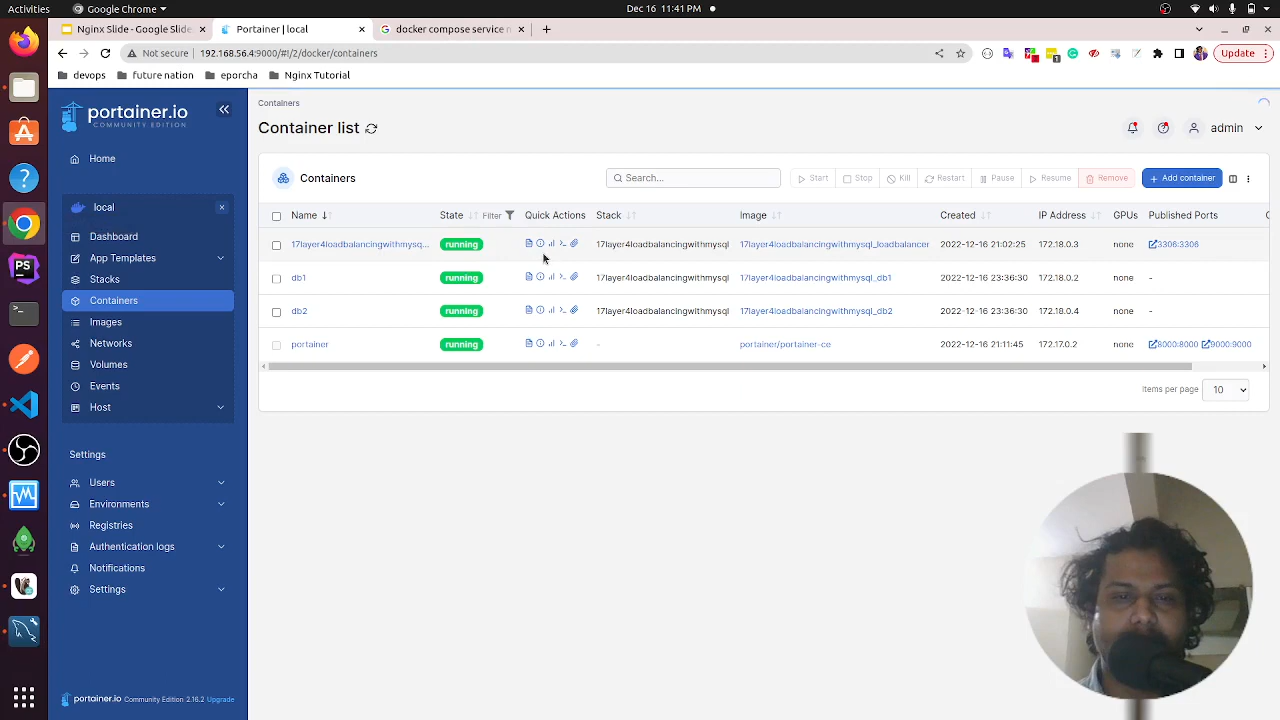 Activities Google Chrome Dec 16 11:41 PM
Nginx Slide - Google Slide Portainer | local docker compose service n
Not secure 192.168.56.4:9000/#!/2/docker/containers Update
devops future nation eporcha Nginx Tutorial
portainer.io
COMMUNITY EDITION
Home
local
Dashboard
App Templates
Stacks
Containers
Images
Networks
Volumes
Events
Host
Settings
Users
Environments
Registries
Authentication logs
Notifications
Settings
portainer.io Community Edition 2.16.2 Upgrade
Containers
Container list admin
Containers Search... Start Stop Kill Restart Pause Resume Remove + Add container
Name State Filter Quick Actions Stack Image Created IP Address GPUs Published Ports
17layer4loadbalancingwithmysq... running 17layer4loadbalancingwithmysql 17layer4loadbalancingwithmysql_loadbalancer 2022-12-16 21:02:25 172.18.0.3 none 3306:3306
db1 running 17layer4loadbalancingwithmysql 17layer4loadbalancingwithmysql_db1 2022-12-16 23:36:30 172.18.0.2 none -
db2 running 17layer4loadbalancingwithmysql 17layer4loadbalancingwithmysql_db2 2022-12-16 23:36:30 172.18.0.4 none -
portainer running - portainer/portainer-ce 2022-12-16 21:11:45 172.17.0.2 none 8000:8000 9000:9000
Items per page 10